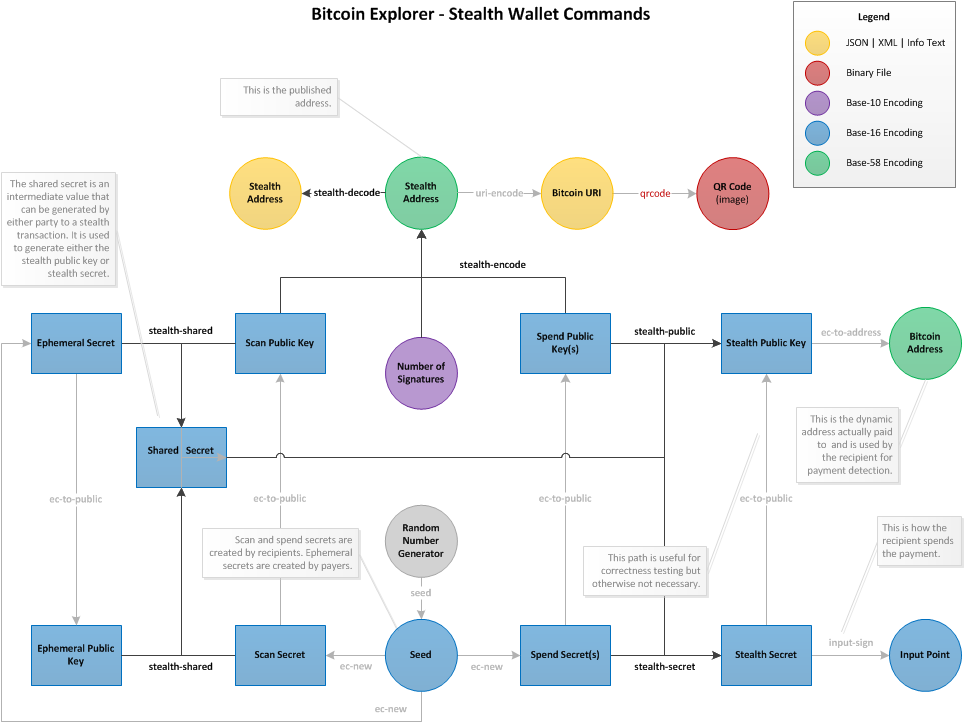 Bitcoin Explorer - Stealth Wallet Commands
Legend
JSON | XML | Info Text
Binary File
Base-10 Encoding
Base-16 Encoding
Base-58 Encoding
This is the published
address.
Stealth
Address
stealth-decode
Stealth
Address
uri-encode
Bitcoin URI
qrcode
QR Code
(image)
The shared secret is an
intermediate value that
can be generated by
either party to a stealth
transaction. It is used
to generate either the
stealth public key or
stealth secret.
stealth-encode
Ephemeral Secret
stealth-shared
Scan Public Key
Number of
Signatures
Spend Public
Key(s)
stealth-public
Stealth Public Key
ec-to-address
Bitcoin
Address
Shared Secret
This is the dynamic
address actually paid
to and is used by
the recipient for
payment detection.
ec-to-public
ec-to-public
ec-to-public
ec-to-public
Scan and spend secrets are
created by recipients. Ephemeral
secrets are created by payers.
Random
Number
Generator
seed
This path is useful for
correctness testing but
otherwise not necessary.
This is how the
recipient spends
the payment.
Ephemeral Public
Key
stealth-shared
Scan Secret
ec-new
Seed
ec-new
Spend Secret(s)
stealth-secret
Stealth Secret
input-sign
Input Point
ec-new